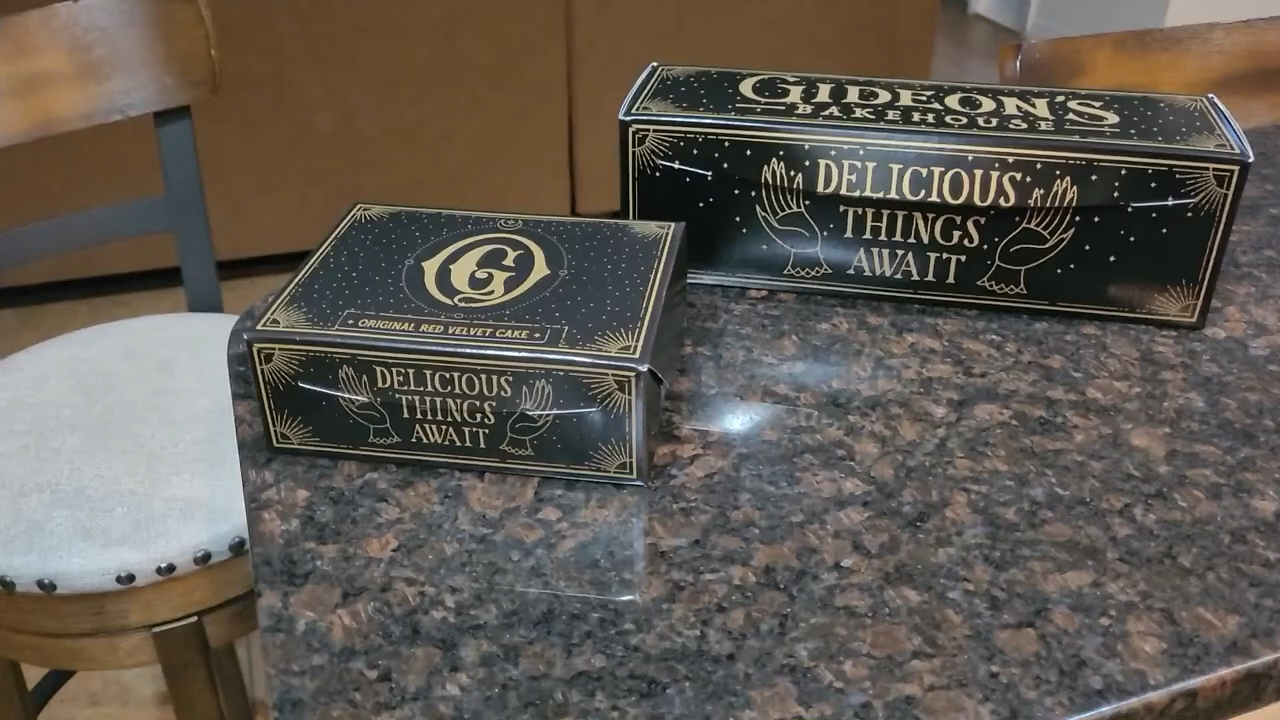 GIDEON'S
BAKEHOUSE
DELICIOUS
THINGS
AWAIT
G
ORIGINAL RED VELVET CAKE
DELICIOUS
THINGS
AWAIT